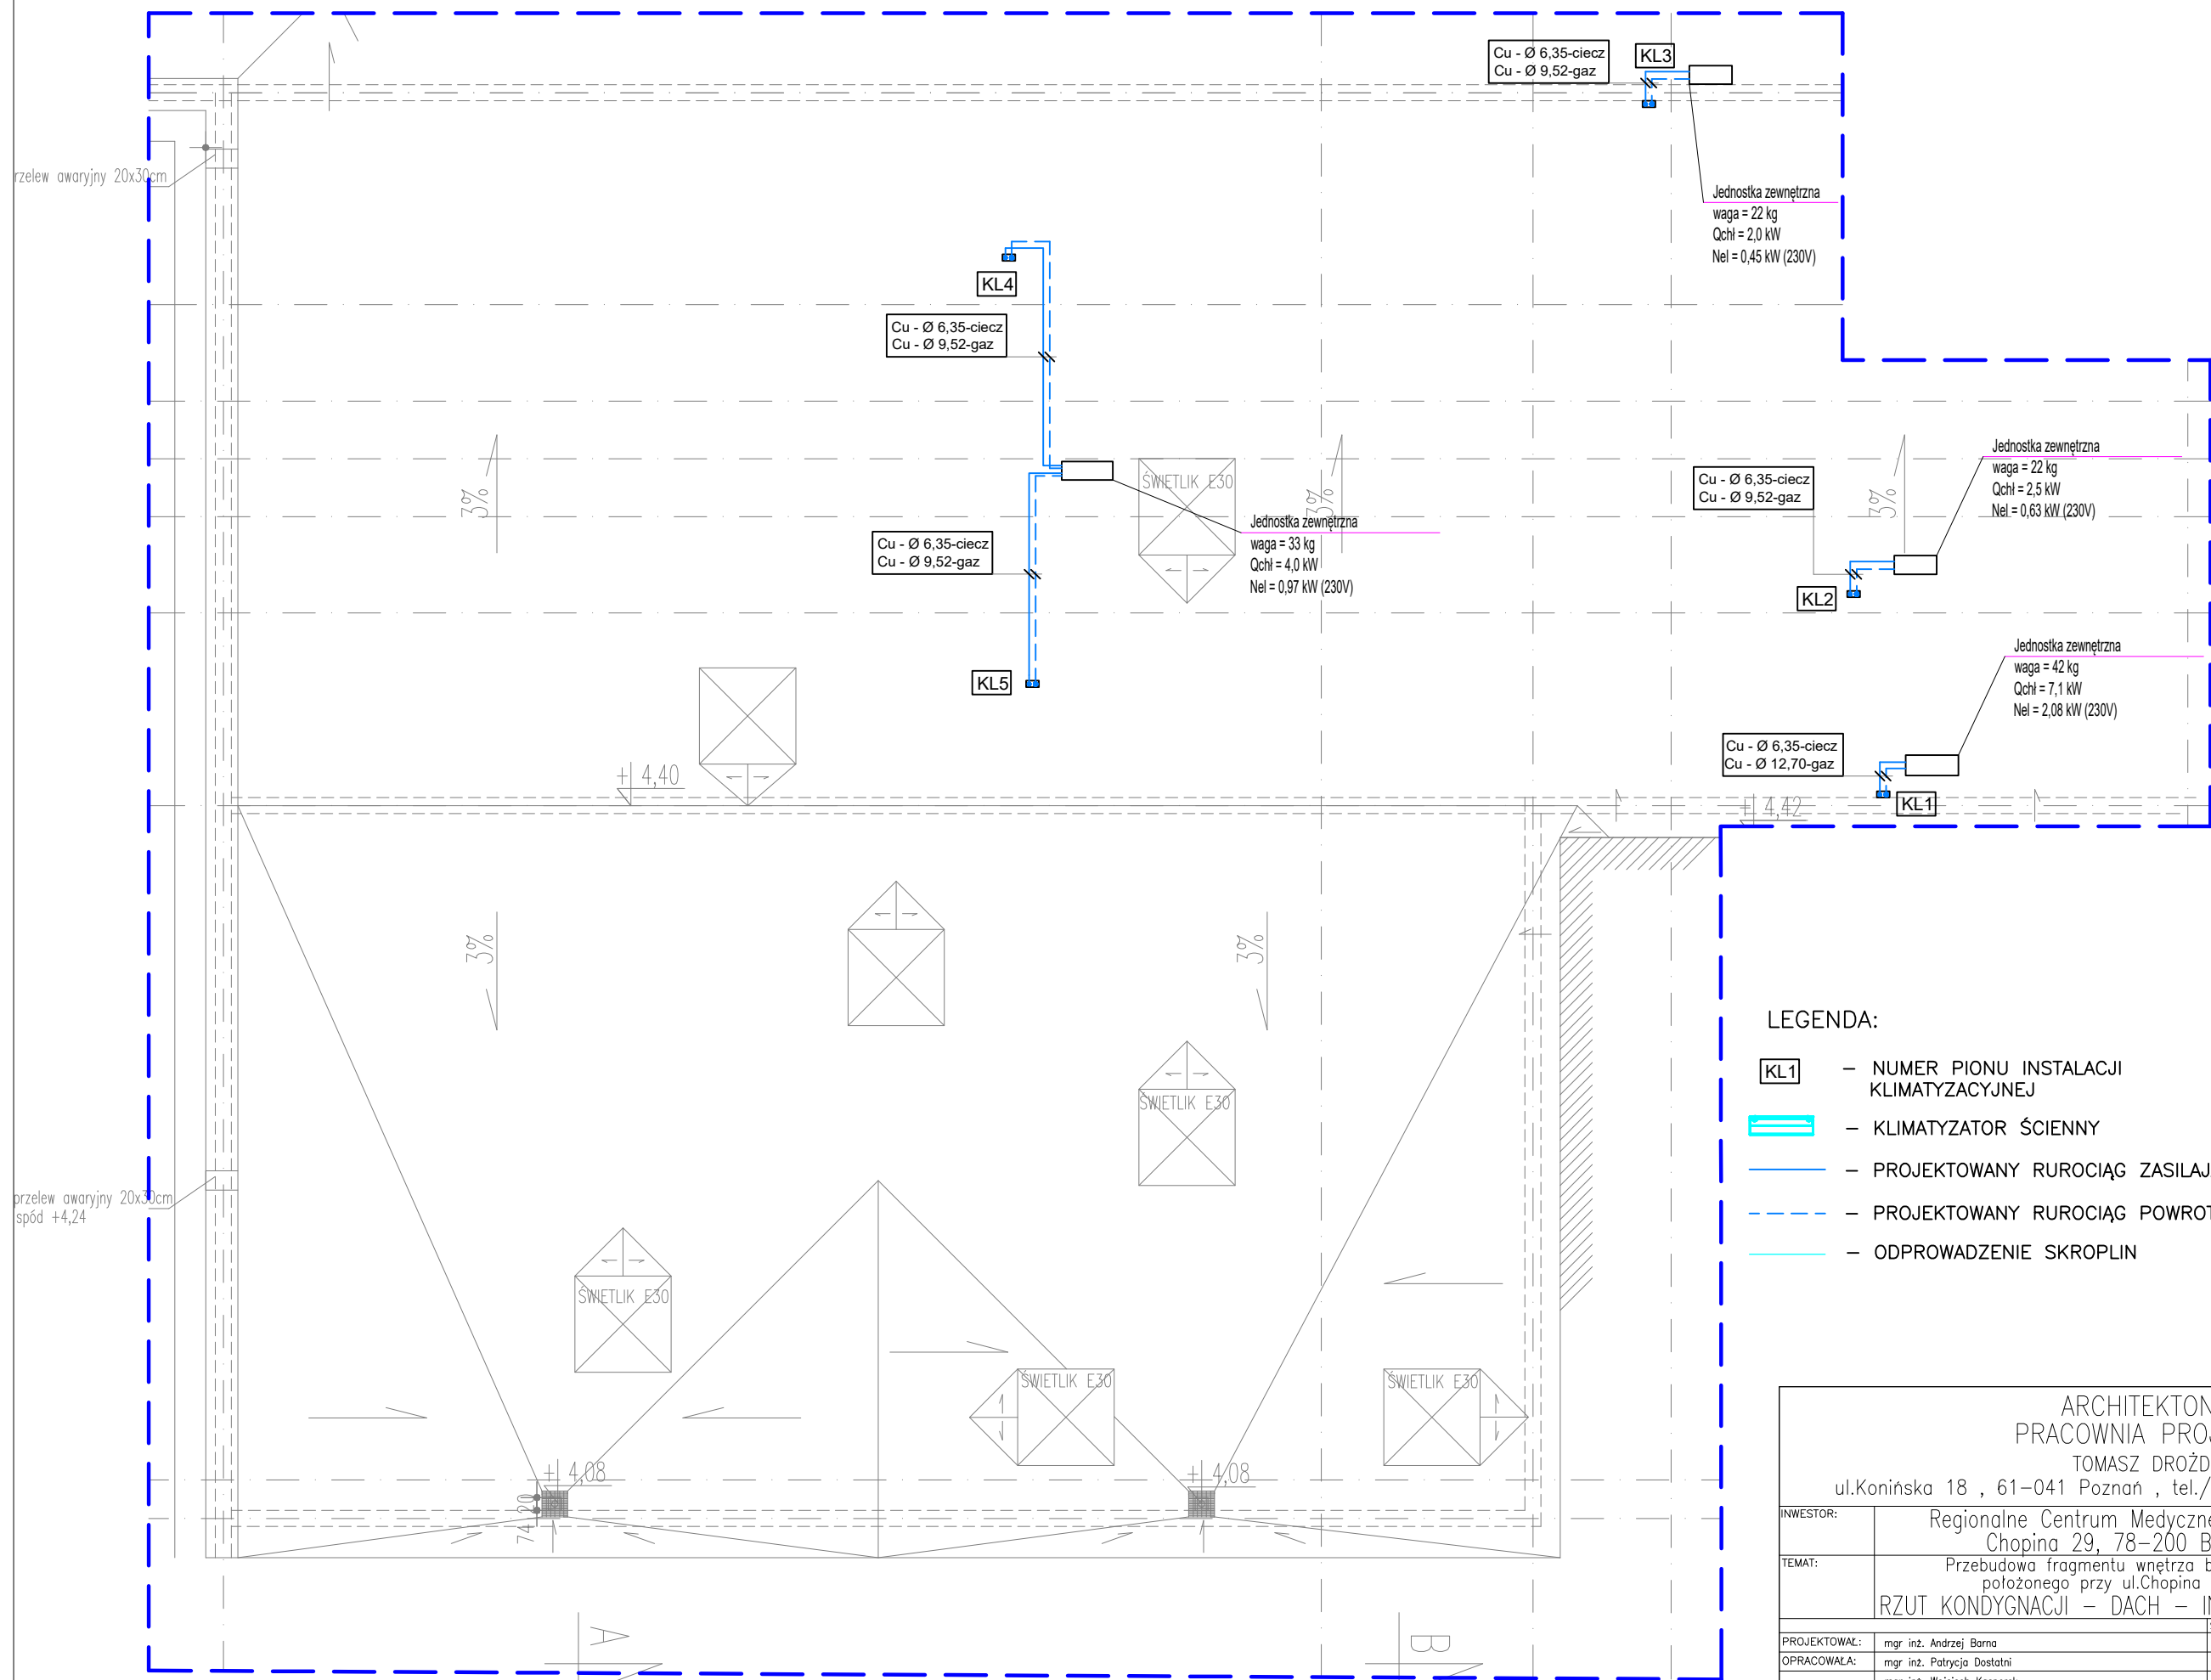 Cu - Ø 6,35-ciecz
Cu - Ø 9,52-gaz
KL3
rzelew awaryjny 20x30cm
Jednostka zewnętrzna
waga = 22 kg
Qchł = 2,0 kW
Nel = 0,45 kW (230V)
KL4
Cu - Ø 6,35-ciecz
Cu - Ø 9,52-gaz
3%
ŚWIETLIK E30
3%
Cu - Ø 6,35-ciecz
Cu - Ø 9,52-gaz
3%
Jednostka zewnętrzna
waga = 22 kg
Qchł = 2,5 kW
Nel = 0,63 kW (230V)
Cu - Ø 6,35-ciecz
Cu - Ø 9,52-gaz
Jednostka zewnętrzna
waga = 33 kg
Qchł = 4,0 kW
Nel = 0,97 kW (230V)
KL2
KL5
Jednostka zewnętrzna
waga = 42 kg
Qchł = 7,1 kW
Nel = 2,08 kW (230V)
Cu - Ø 6,35-ciecz
Cu - Ø 12,70-gaz
+ 4,40
KL1
+ 4,42
3%
3%
LEGENDA:
KL1 – NUMER PIONU INSTALACJI
KLIMATYZACYJNEJ
– KLIMATYZATOR ŚCIENNY
– PROJEKTOWANY RUROCIĄG ZASILAJ
– PROJEKTOWANY RUROCIĄG POWROT
– ODPROWADZENIE SKROPLIN
ŚWIETLIK E30
przelew awaryjny 20x30cm
spód +4,24
ŚWIETLIK E30
ŚWIETLIK E30
ŚWIETLIK E30
+ 4,08
+ 4,08
74 20
A
B
ARCHITEKTON
PRACOWNIA PROJ
TOMASZ DROŻD
ul.Konińska 18 , 61-041 Poznań , tel./
INWESTOR:
Regionalne Centrum Medyczne
Chopina 29, 78-200 B
TEMAT:
Przebudowa fragmentu wnętrza b
położonego przy ul.Chopina
RZUT KONDYGNACJI – DACH – IN
PROJEKTOWAŁ: mgr inż. Andrzej Barna
OPRACOWAŁA: mgr inż. Patrycja Dostatni